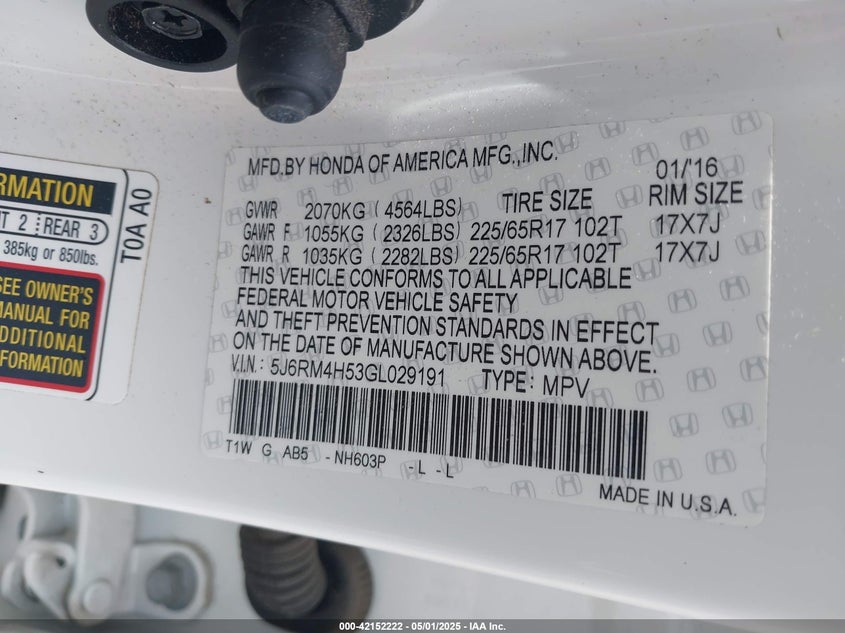 RMATION
NT 2 REAR 3
385kg or 850lbs.
SEE OWNER'S
MANUAL FOR
ADDITIONAL
NFORMATION
T0A A0
MFD.BY HONDA OF AMERICA MFG.,INC. 01/'16
GVWR 2070KG (4564LBS) TIRE SIZE RIM SIZE
GAWR F 1055KG (2326LBS) 225/65R17 102T 17X7J
GAWR R 1035KG (2282LBS) 225/65R17 102T 17X7J
THIS VEHICLE CONFORMS TO ALL APPLICABLE
FEDERAL MOTOR VEHICLE SAFETY
AND THEFT PREVENTION STANDARDS IN EFFECT
ON THE DATE OF MANUFACTURE SHOWN ABOVE.
V.I.N: 5J6RM4H53GL029191 TYPE: MPV
T1W G AB5 -NH603P -L -L
MADE IN U.S.A.
000-42152222 - 05/01/2025 - IAA Inc.